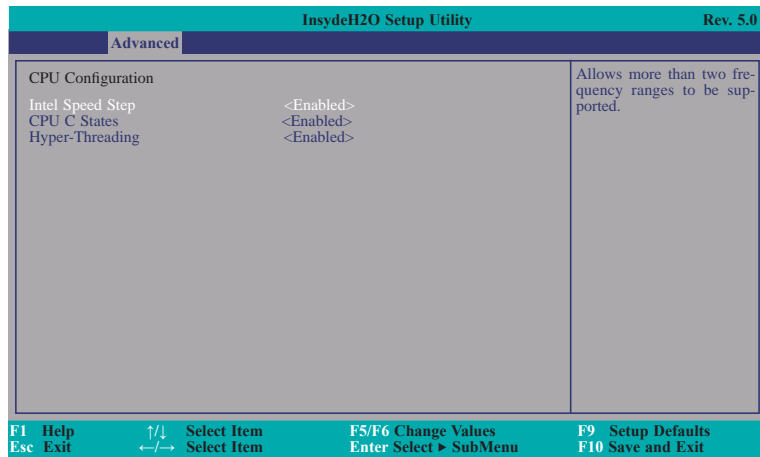 InsydeH2O Setup Utility Rev. 5.0
Advanced
CPU Configuration
Intel Speed Step <Enabled>
CPU C States <Enabled>
Hyper-Threading <Enabled>
Allows more than two fre-
quency ranges to be sup-
ported.
F1 Help ↑/↓ Select Item F5/F6 Change Values F9 Setup Defaults
Esc Exit ←/→ Select Item Enter Select ► SubMenu F10 Save and Exit